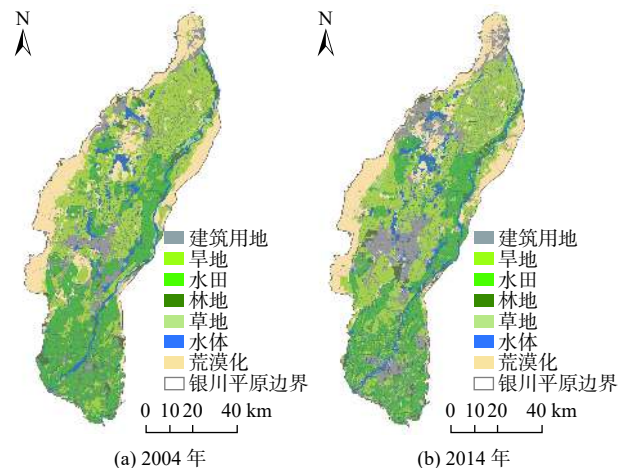 N
建筑用地
旱地
水田
林地
草地
水体
荒漠化
银川平原边界
0 10 20 40 km
(a) 2004 年
N
建筑用地
旱地
水田
林地
草地
水体
荒漠化
银川平原边界
0 10 20 40 km
(b) 2014 年